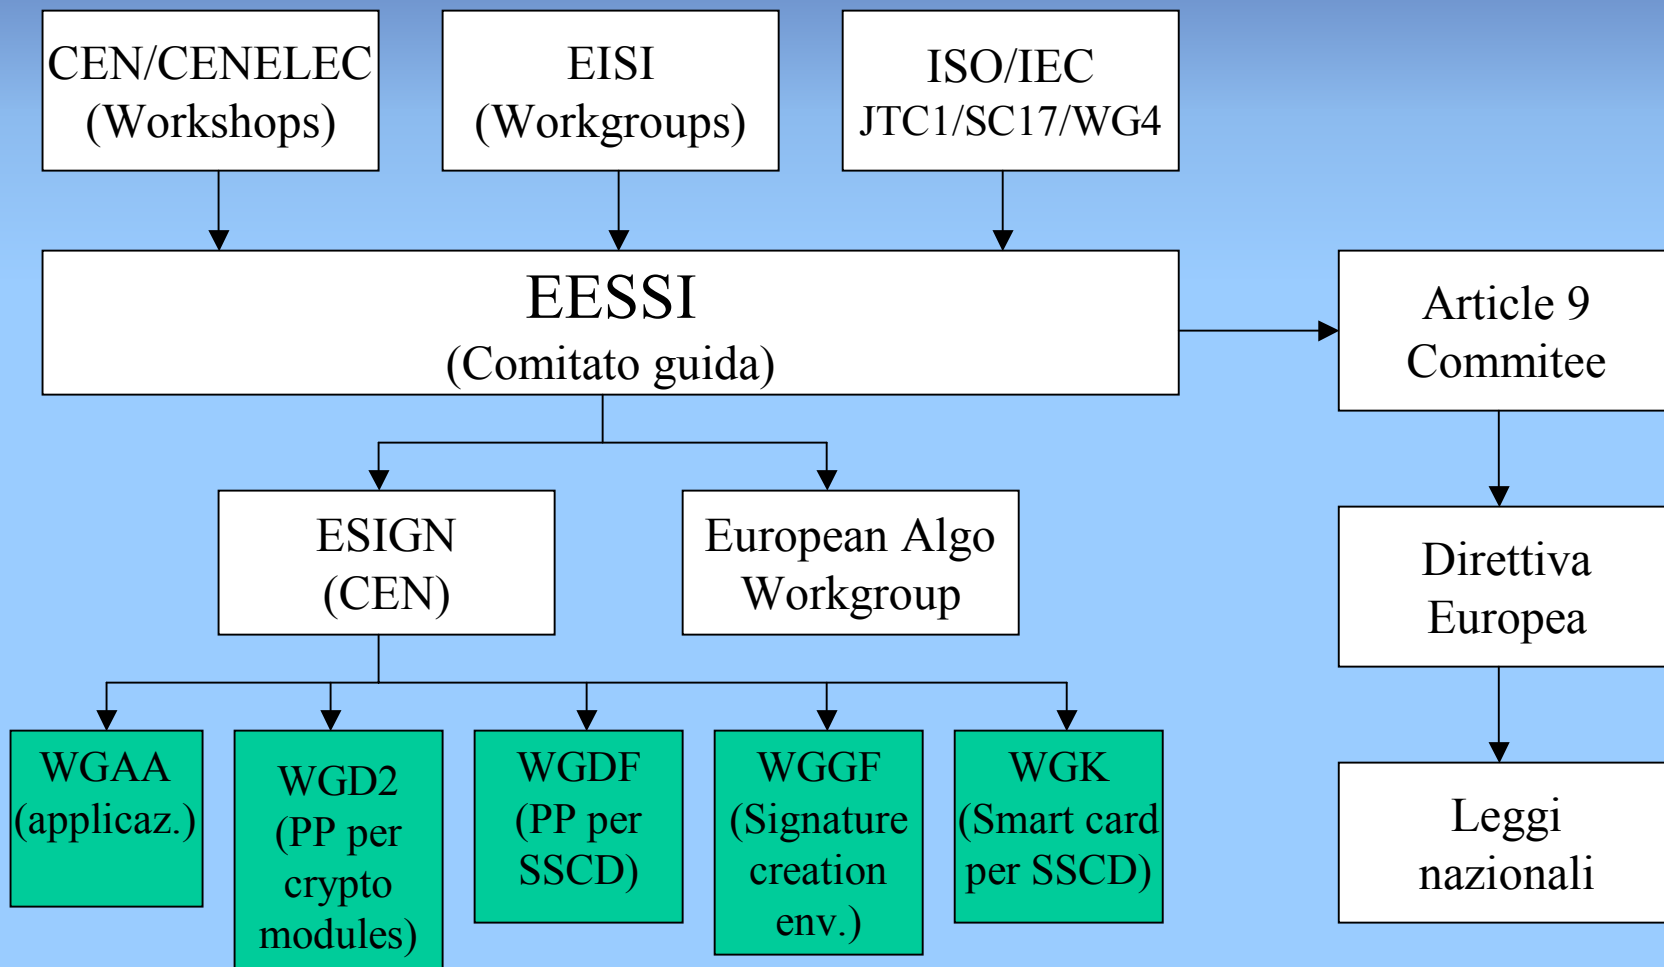 CEN/CENELEC
(Workshops)
EISI
(Workgroups)
ISO/IEC
JTC1/SC17/WG4
EESSI
(Comitato guida)
Article 9
Commitee
ESIGN
(CEN)
European Algo
Workgroup
Direttiva
Europea
WGAA
(applicaz.)
WGD2
(PP per
crypto
modules)
WGDF
(PP per
SSCD)
WGGF
(Signature
creation
env.)
WGK
(Smart card
per SSCD)
Leggi
nazionali